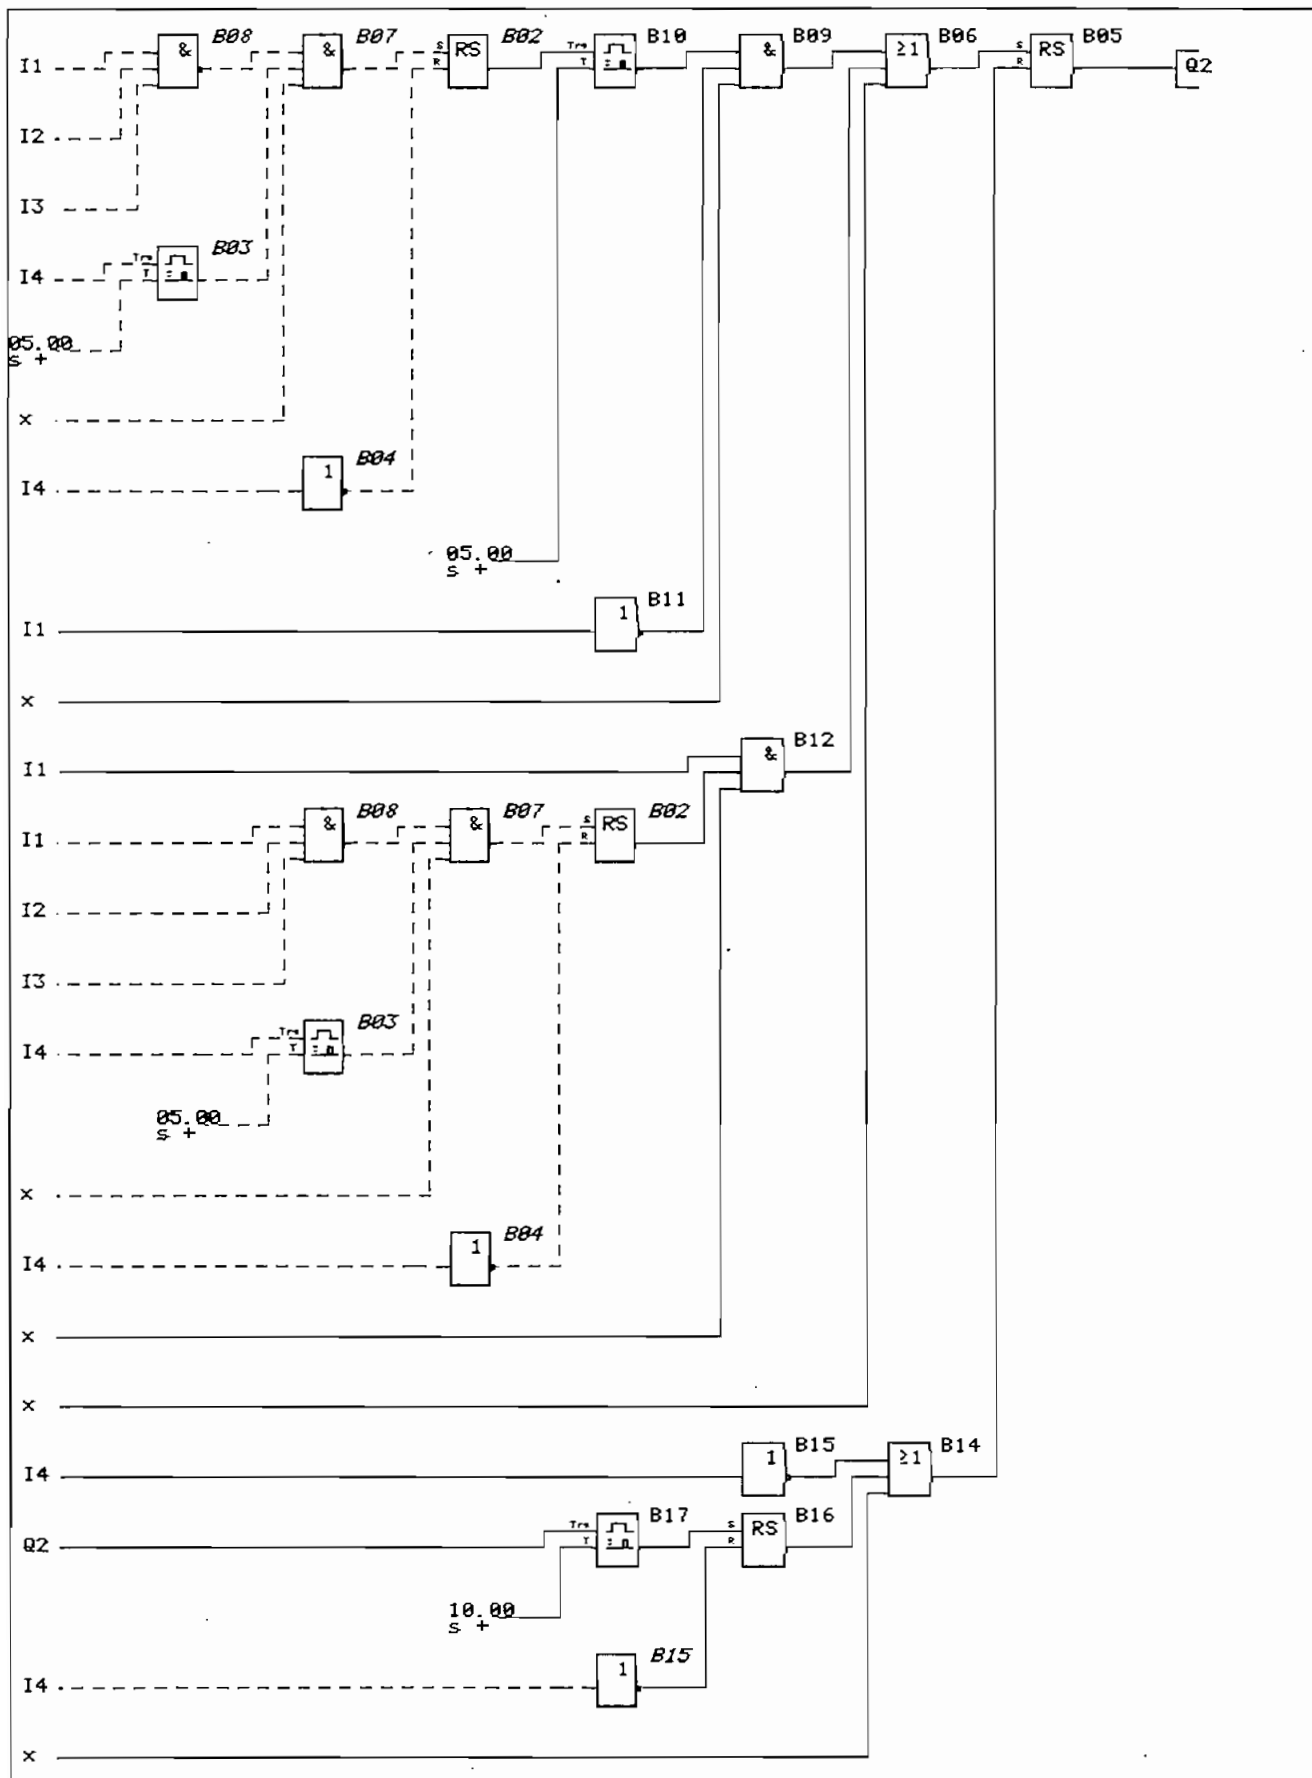 B08 B07 B02 B10 B09 B06 B05
& & S RS Trg & ≥1 S RS
I1 R T R Q2
I2
I3
B03
Trg
I4 T
05.00
s +
x
B04
1
I4
05.00
s +
B11
1
I1
x
B12
&
I1
B08 B07 B02
& & S RS
I1 R
I2
I3
B03
Trg
I4 T
05.00
s +
x
B04
1
I4
x
x
B15 B14
1 ≥1
I4
B17 B16
Trg S RS
Q2 T R
10.00
s +
B15
1
I4
x